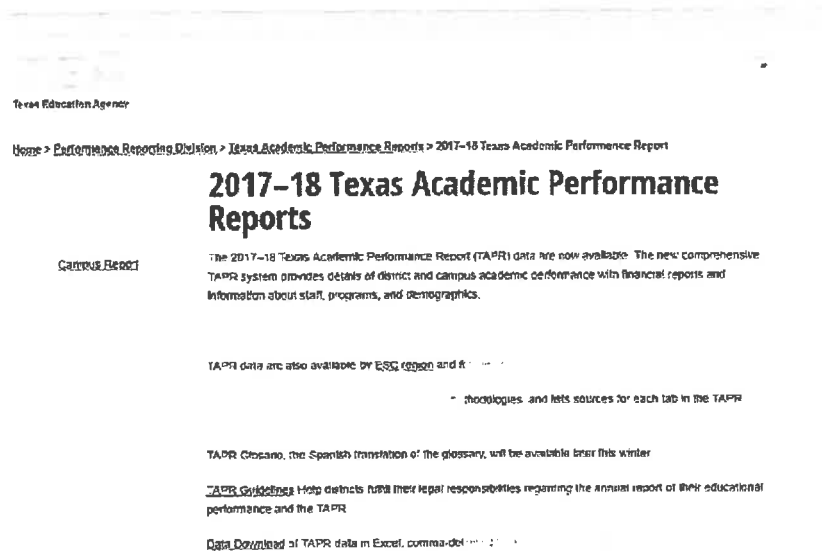 Texas Education Agency
Home > Performance Reporting Division > Texas Academic Performance Reports > 2017–18 Texas Academic Performance Report
2017–18 Texas Academic Performance
Reports
Campus Report
The 2017–18 Texas Academic Performance Report (TAPR) data are now available. The new comprehensive
TAPR system provides details of district and campus academic performance with financial reports and
information about staff, programs, and demographics.
TAPR data are also available by ESC region and
and lists sources for each tab in the TAPR
TAPR Glosario, the Spanish translation of the glossary, will be available later this winter
TAPR Guidelines Help districts fulfill their legal responsibilities regarding the annual report of their educational
performance and the TAPR
Data Download of TAPR data in Excel,